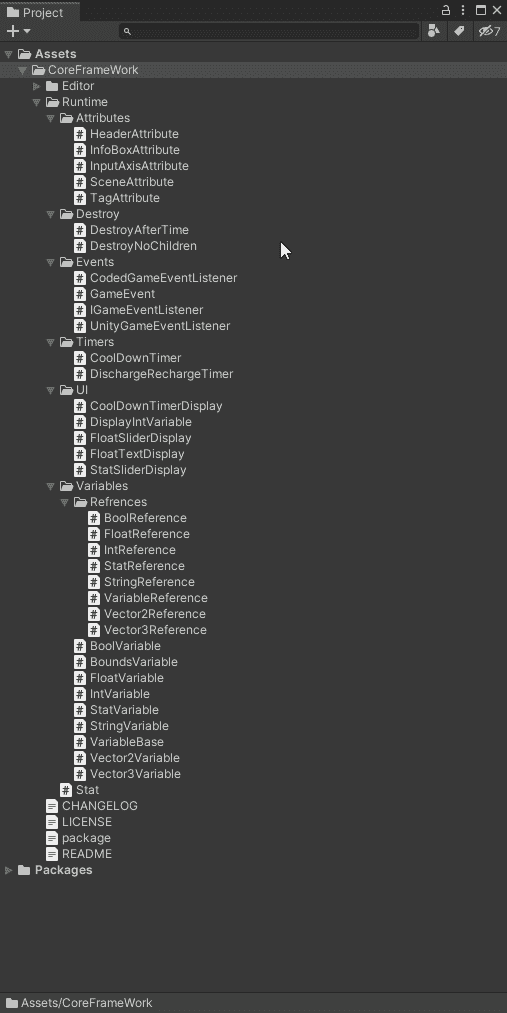 Project
7
Assets
CoreFrameWork
Editor
Runtime
Attributes
HeaderAttribute
InfoBoxAttribute
InputAxisAttribute
SceneAttribute
TagAttribute
Destroy
DestroyAfterTime
DestroyNoChildren
Events
CodedGameEventListener
GameEvent
IGameEventListener
UnityGameEventListener
Timers
CoolDownTimer
DischargeRechargeTimer
UI
CoolDownTimerDisplay
DisplayIntVariable
FloatSliderDisplay
FloatTextDisplay
StatSliderDisplay
Variables
Refrences
BoolReference
FloatReference
IntReference
StatReference
StringReference
VariableReference
Vector2Reference
Vector3Reference
BoolVariable
BoundsVariable
FloatVariable
IntVariable
StatVariable
StringVariable
VariableBase
Vector2Variable
Vector3Variable
Stat
CHANGELOG
LICENSE
package
README
Packages
Assets/CoreFrameWork